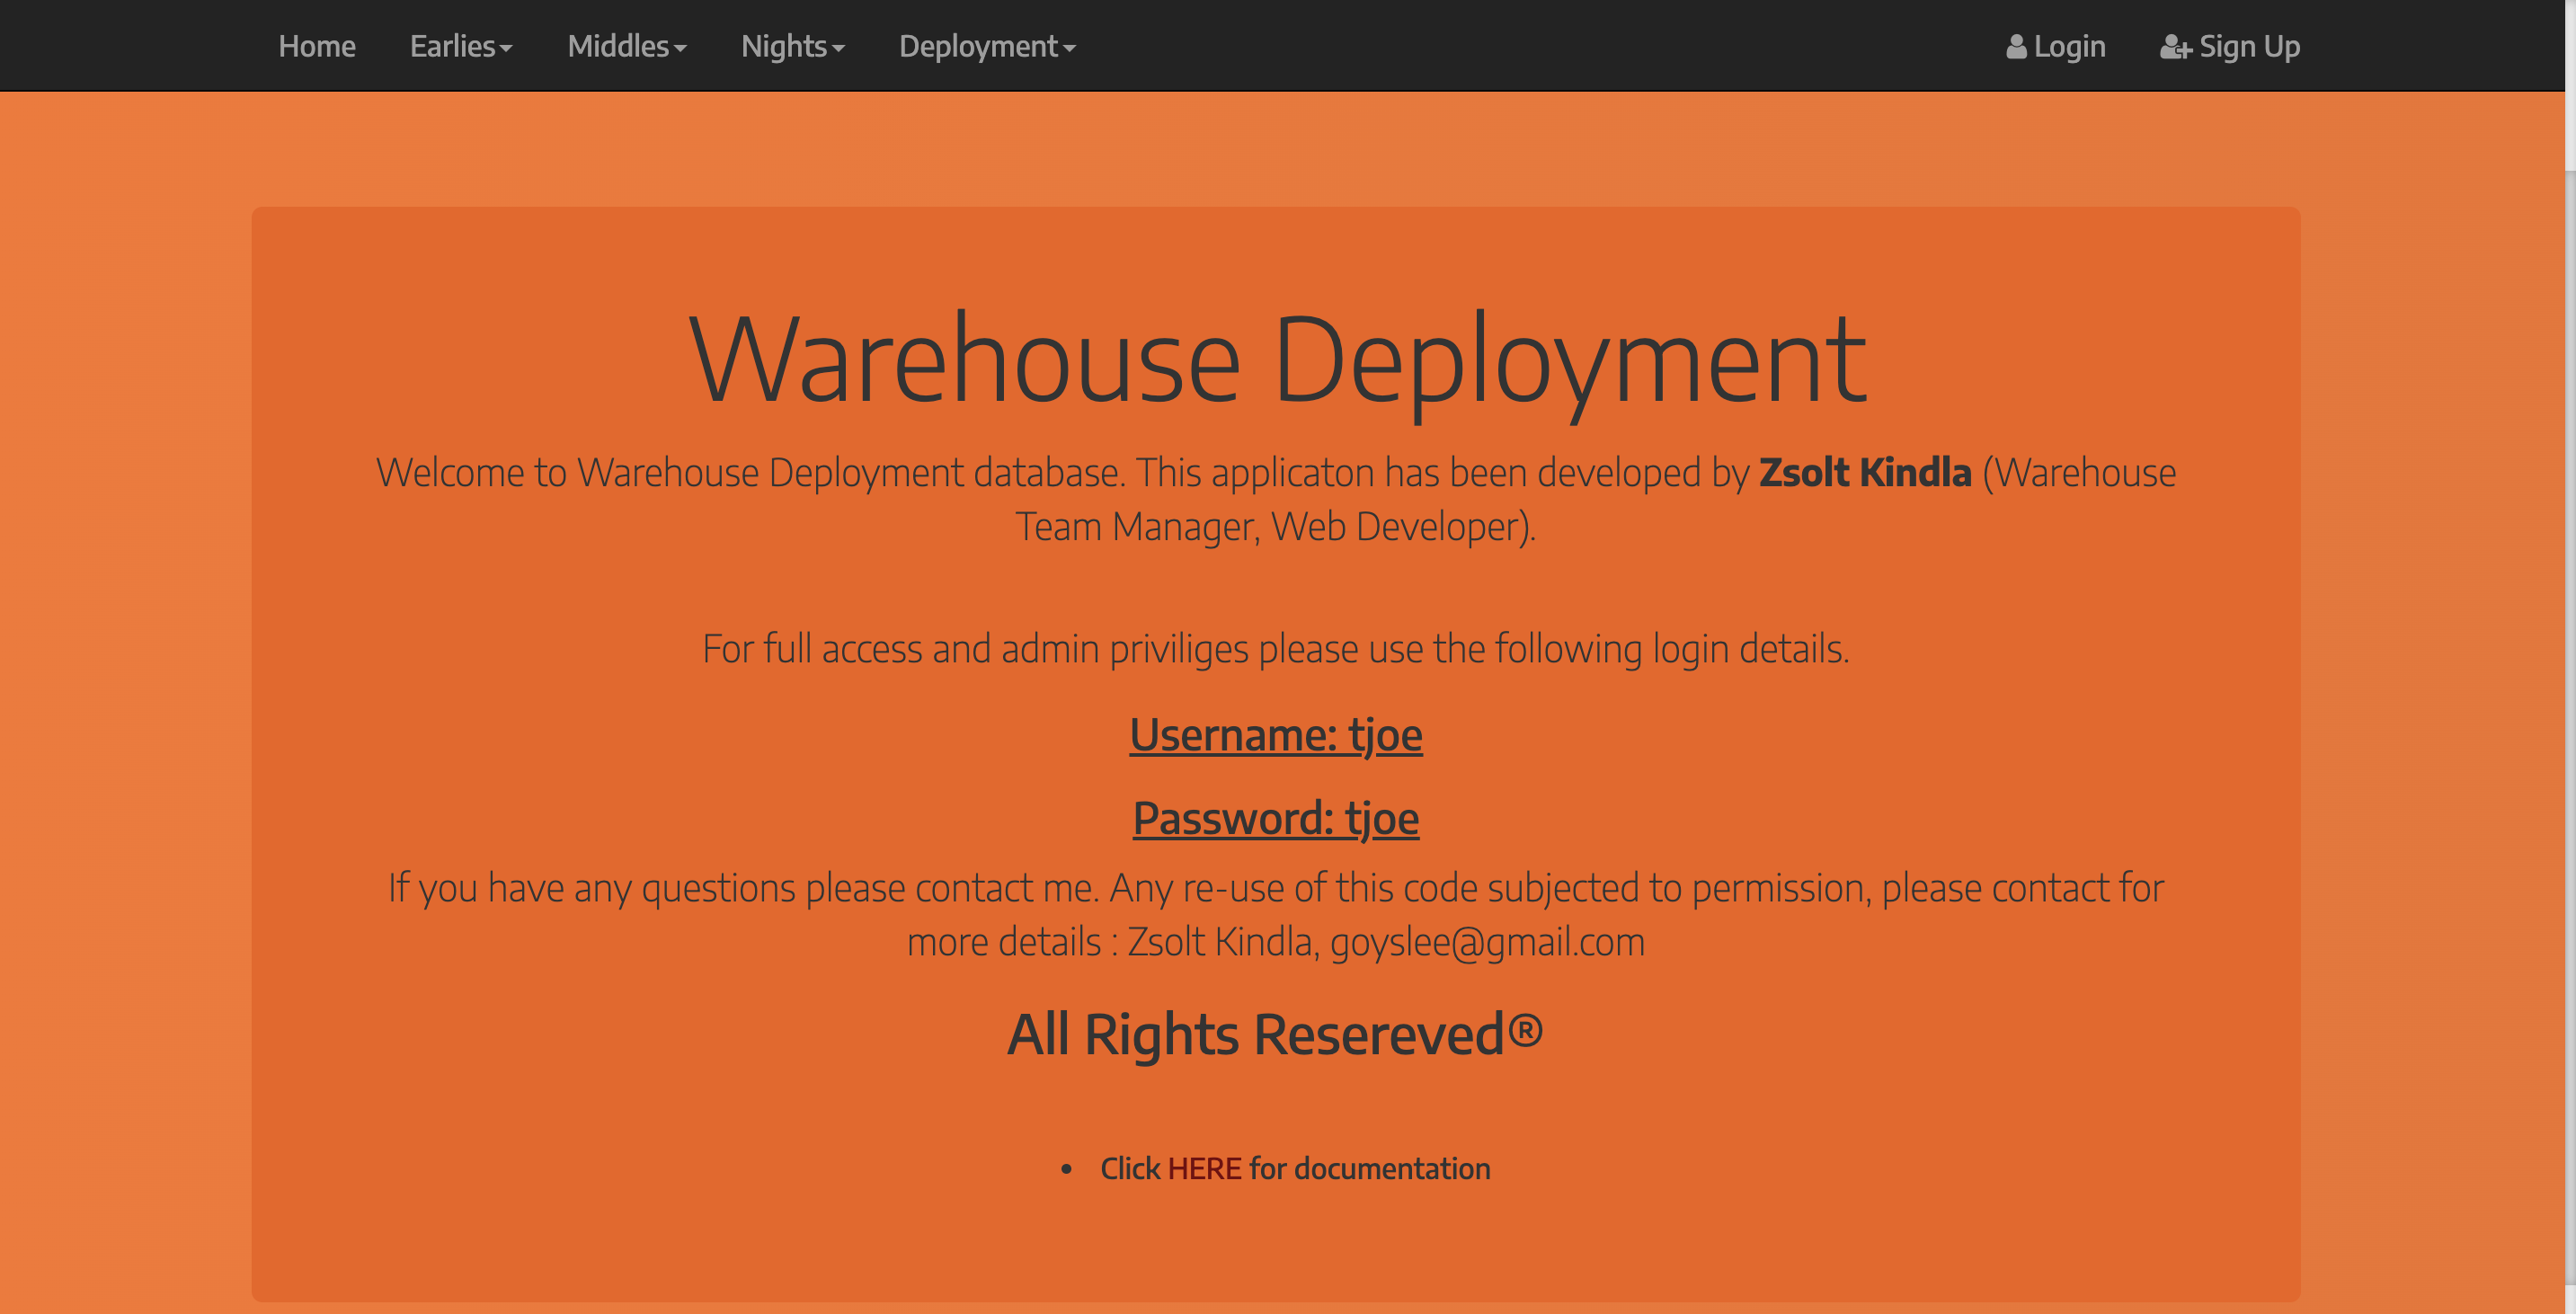 Home Earlies Middles Nights Deployment Login Sign Up
Warehouse Deployment
Welcome to Warehouse Deployment database. This applicaton has been developed by Zsolt Kindla (Warehouse
Team Manager, Web Developer).
For full access and admin priviliges please use the following login details.
Username: tjoe
Password: tjoe
If you have any questions please contact me. Any re-use of this code subjected to permission, please contact for
more details : Zsolt Kindla, goyslee@gmail.com
All Rights Resereved®
• Click HERE for documentation